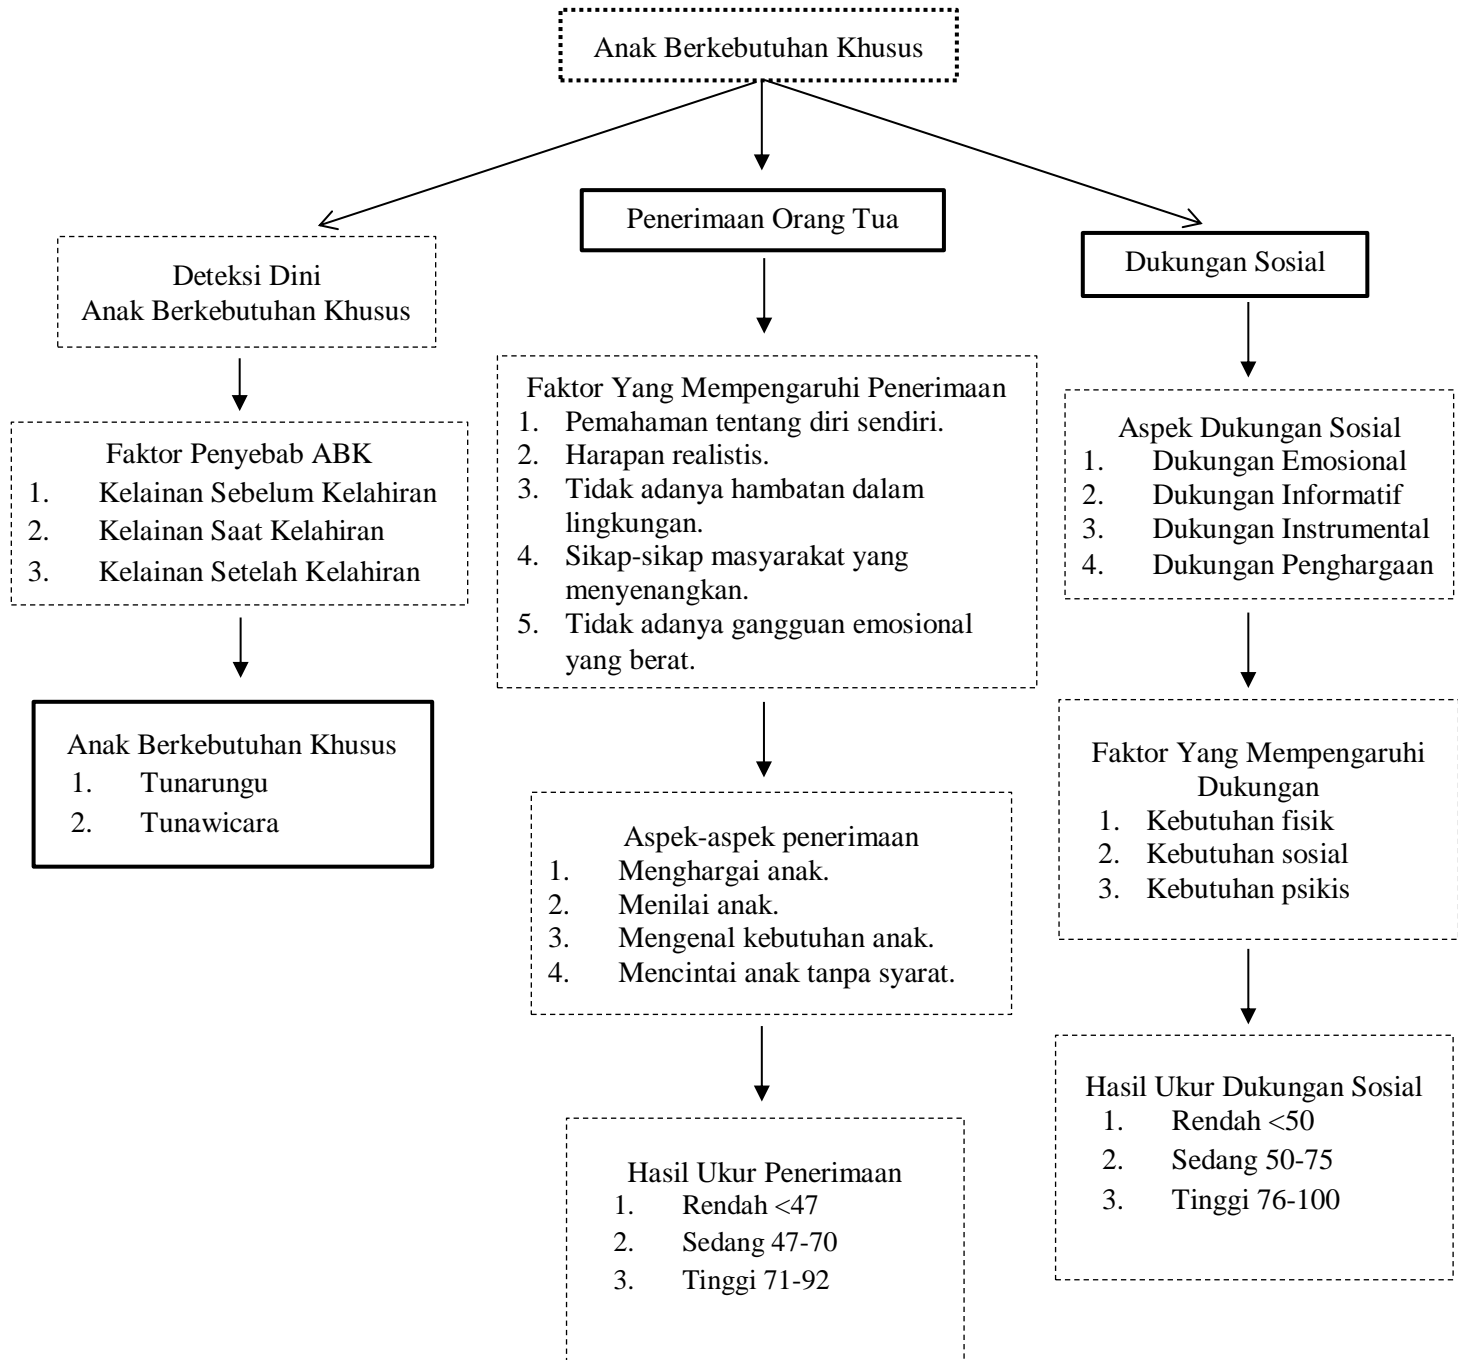 Anak Berkebutuhan Khusus
Deteksi Dini
Anak Berkebutuhan Khusus
Faktor Penyebab ABK
1. Kelainan Sebelum Kelahiran
2. Kelainan Saat Kelahiran
3. Kelainan Setelah Kelahiran
Anak Berkebutuhan Khusus
1. Tunarungu
2. Tunawicara
Penerimaan Orang Tua
Faktor Yang Mempengaruhi Penerimaan
1. Pemahaman tentang diri sendiri.
2. Harapan realistis.
3. Tidak adanya hambatan dalam
lingkungan.
4. Sikap-sikap masyarakat yang
menyenangkan.
5. Tidak adanya gangguan emosional
yang berat.
Aspek-aspek penerimaan
1. Menghargai anak.
2. Menilai anak.
3. Mengenal kebutuhan anak.
4. Mencintai anak tanpa syarat.
Hasil Ukur Penerimaan
1. Rendah <47
2. Sedang 47-70
3. Tinggi 71-92
Dukungan Sosial
Aspek Dukungan Sosial
1. Dukungan Emosional
2. Dukungan Informatif
3. Dukungan Instrumental
4. Dukungan Penghargaan
Faktor Yang Mempengaruhi
Dukungan
1. Kebutuhan fisik
2. Kebutuhan sosial
3. Kebutuhan psikis
Hasil Ukur Dukungan Sosial
1. Rendah <50
2. Sedang 50-75
3. Tinggi 76-100